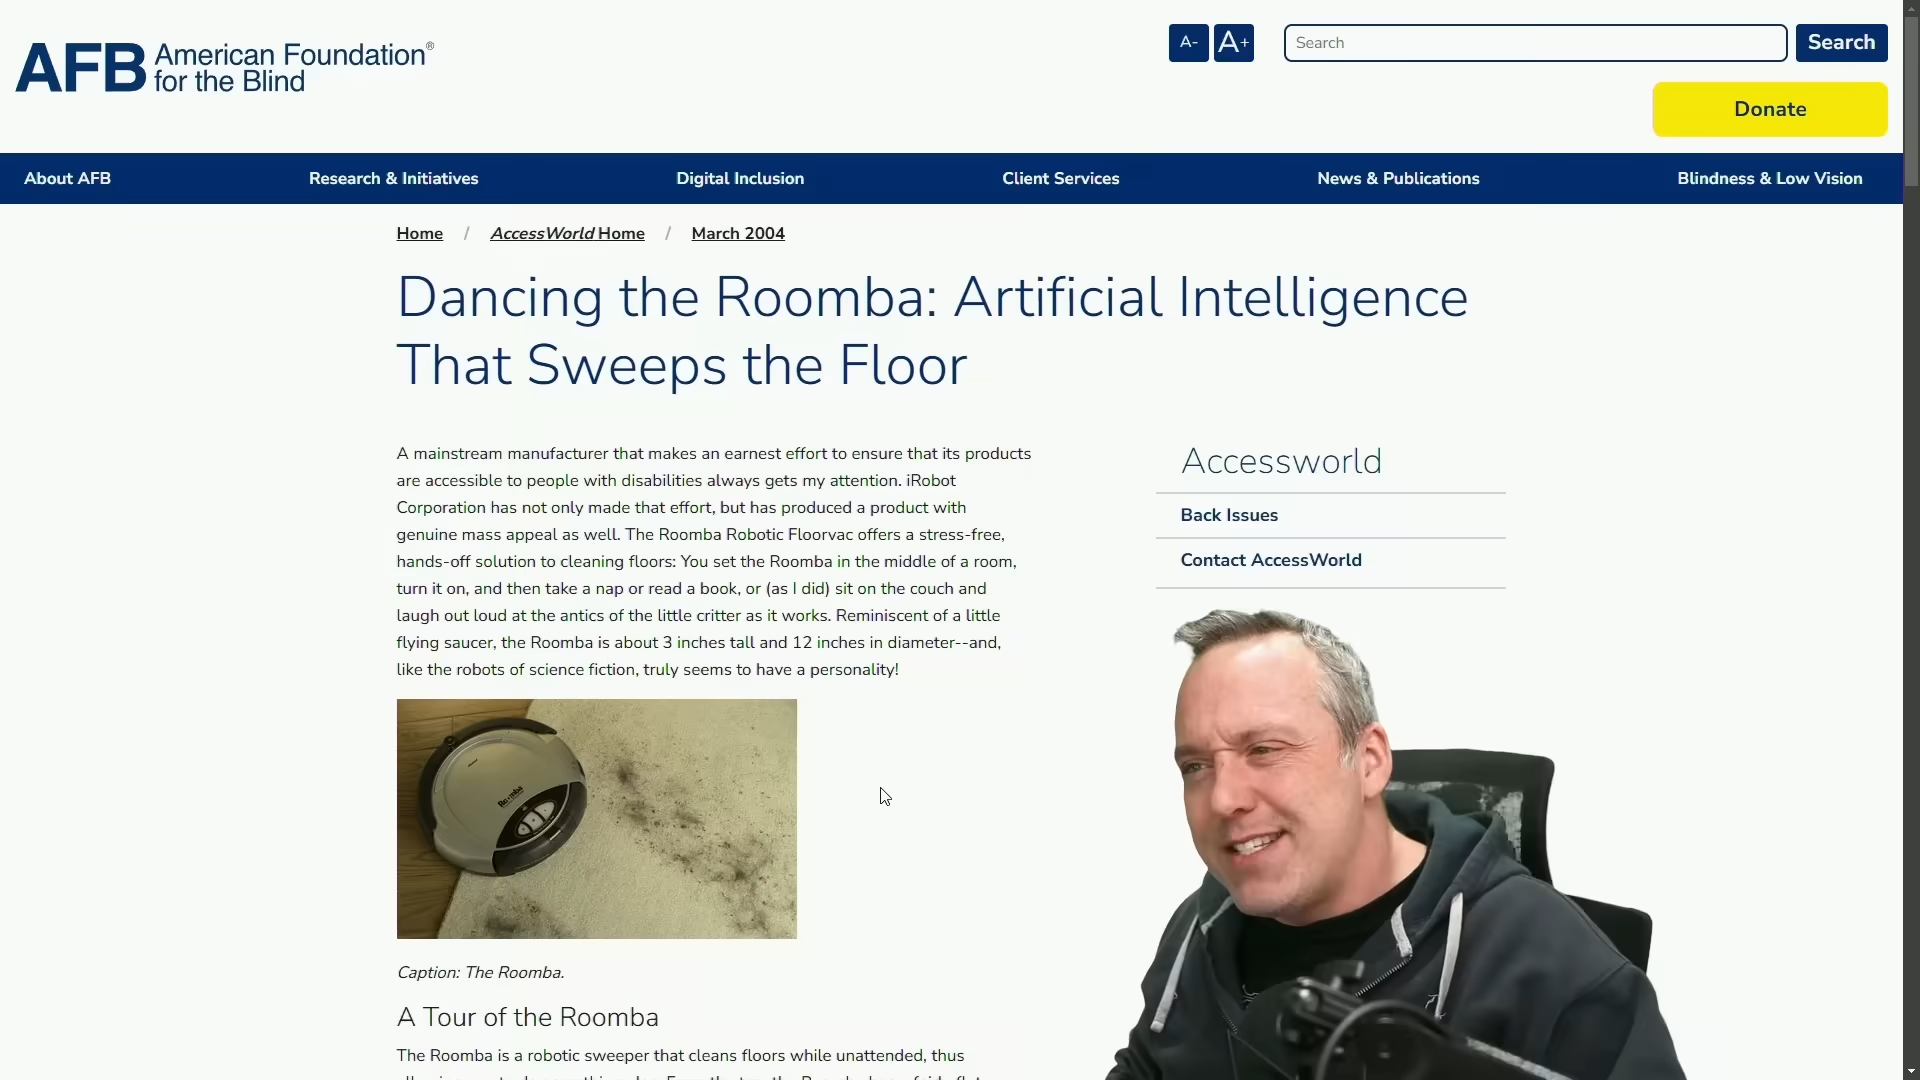 AFB American Foundation®
for the Blind
A-
A+
Search
Search
Donate
About AFB
Research & Initiatives
Digital Inclusion
Client Services
News & Publications
Blindness & Low Vision
Home / AccessWorld Home / March 2004
Dancing the Roomba: Artificial Intelligence
That Sweeps the Floor
A mainstream manufacturer that makes an earnest effort to ensure that its products
are accessible to people with disabilities always gets my attention. iRobot
Corporation has not only made that effort, but has produced a product with
genuine mass appeal as well. The Roomba Robotic Floorvac offers a stress-free,
hands-off solution to cleaning floors: You set the Roomba in the middle of a room,
turn it on, and then take a nap or read a book, or (as I did) sit on the couch and
laugh out loud at the antics of the little critter as it works. Reminiscent of a little
flying saucer, the Roomba is about 3 inches tall and 12 inches in diameter--and,
like the robots of science fiction, truly seems to have a personality!
Accessworld
Back Issues
Contact AccessWorld
Roomba
Caption: The Roomba.
A Tour of the Roomba
The Roomba is a robotic sweeper that cleans floors while unattended, thus